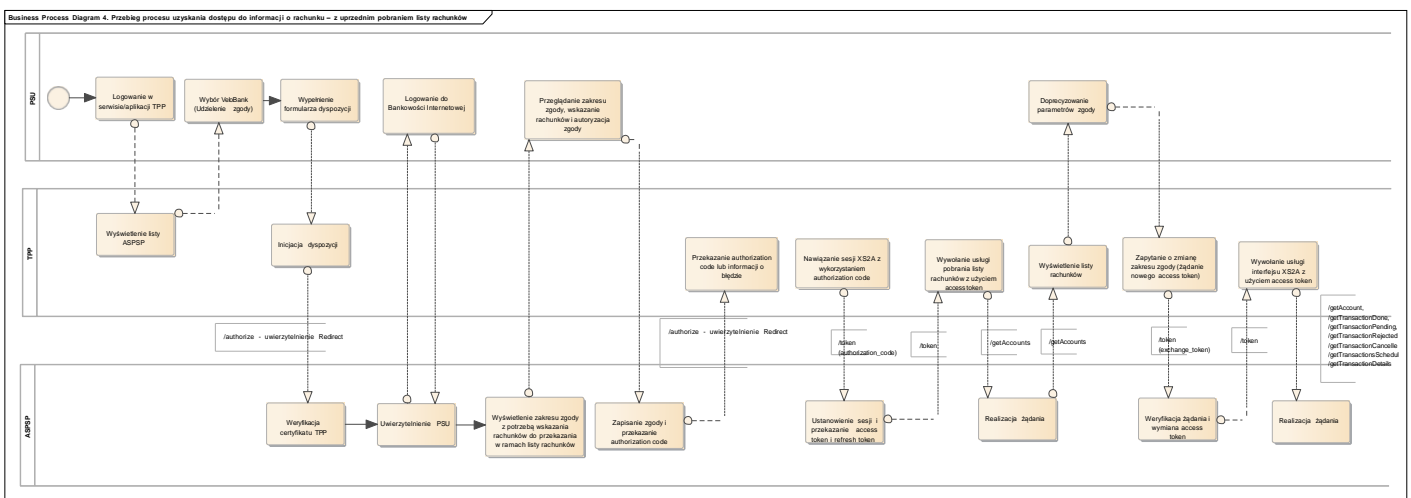 Business Process Diagram 4. Przebieg procesu uzyskania dostępu do informacji o rachunku – z uprzednim pobraniem listy rachunków
PSU
Logowanie w
serwisie/aplikacji TPP
Wybór VeloBank
(Udzielenie zgody)
Wypełnienie
formularza dyspozycji
Logowanie do
Bankowości Internetowej
Przeglądanie zakresu
zgody, wskazanie
rachunków i autoryzacja
zgody
Doprecyzowanie
parametrów zgody
TPP
Wyświetlenie listy
ASPSP
Inicjacja dyspozycji
Przekazanie authorization
code lub informacji o
błędzie
Nawiązanie sesji XS2A z
wykorzystaniem
authorization code
Wywołanie usługi
pobrania listy
rachunków z użyciem
access token
Wyświetlenie listy
rachunków
Zapytanie o zmianę
zakresu zgody (żądanie
nowego access token)
Wywołanie usługi
interfejsu XS2A z
użyciem access token
/authorize - uwierzytelnienie Redirect
/authorize - uwierzytelnienie Redirect
/token
(authorization_code)
/token
/getAccounts
/getAccounts
/token
(exchange_token)
/token
/getAccount,
/getTransactionDone,
/getTransactionPending,
/getTransactionRejected
/getTransactionCancelle
/getTransactionsSchedul
/getTransactionDetails
ASPSP
Weryfikacja
certyfikatu TPP
Uwierzytelnienie PSU
Wyświetlenie zakresu zgody
z potrzebą wskazania
rachunków do przekazania
w ramach listy rachunków
Zapisanie zgody i
przekazanie
authorization code
Ustanowienie sesji i
przekazanie access
token i refresh token
Realizacja żądania
Weryfikacja żądania i
wymiana access
token
Realizacja żądania